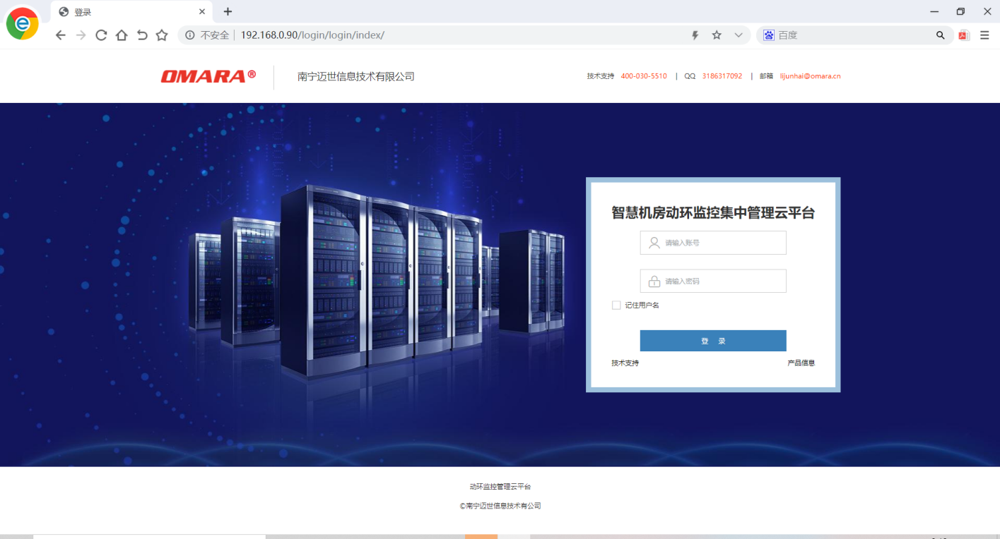 登录
不安全 192.168.0.90/login/login/index/ 百度
OMARA® 南宁迈世信息技术有限公司 技术支持 400-030-5510 | QQ 3186317092 | 邮箱 lijunhai@omara.cn
智慧机房动环监控集中管理云平台
请输入账号
请输入密码
记住用户名
登 录
技术支持 产品信息
动环监控管理云平台
©南宁迈世信息技术有公司